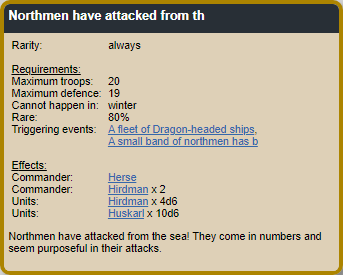 Northmen have attacked from th
Rarity: always
Requirements:
Maximum troops: 20
Maximum defence: 19
Cannot happen in: winter
Rare: 80%
Triggering events: A fleet of Dragon-headed ships,
A small band of northmen has b
Effects:
Commander: Herse
Commander: Hirdman x 2
Units: Hirdman x 4d6
Units: Huskarl x 10d6
Northmen have attacked from the sea! They come in numbers and
seem purposeful in their attacks.